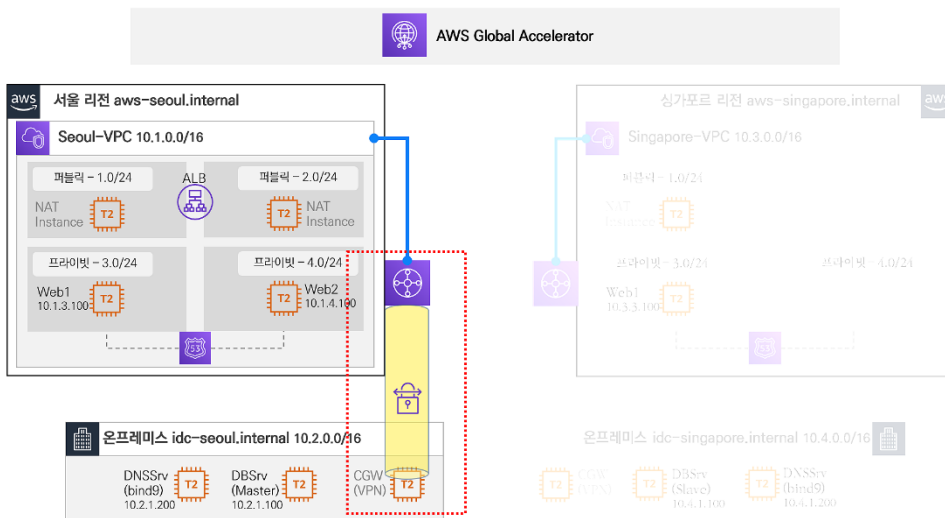 AWS Global Accelerator
aws
서울 리전 aws-seoul.internal
Seoul-VPC 10.1.0.0/16
퍼블릭 – 1.0/24
ALB
퍼블릭 – 2.0/24
NAT
Instance
T2
T2
NAT
Instance
프라이빗 – 3.0/24
프라이빗 – 4.0/24
Web1
10.1.3.100
T2
T2
Web2
10.1.4.100
53
온프레미스 idc-seoul.internal 10.2.0.0/16
DNSSrv
(bind9)
10.2.1.200
T2
DBSrv
(Master)
10.2.1.100
T2
CGW
(VPN)
T2
싱가포르 리전 aws-singapore.internal
aws
Singapore-VPC 10.3.0.0/16
퍼블릭 – 1.0/24
NAT
Instance
T2
프라이빗 – 3.0/24
프라이빗 – 4.0/24
Web1
10.3.3.100
T2
53
온프레미스 idc-singapore.internal 10.4.0.0/16
T2
CGW
(VPN)
T2
DBSrv
(Slave)
10.4.1.100
T2
DNSSrv
(bind9)
10.4.1.200